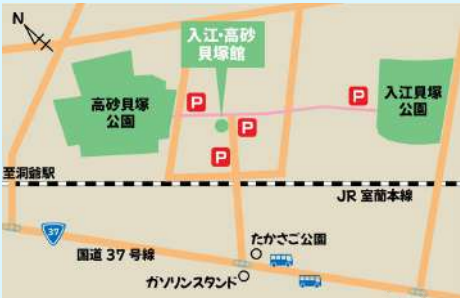 N
入江・高砂
貝塚館
高砂貝塚
公園
P
P
P
P
入江貝塚
公園
至洞爺駅
JR 室蘭本線
37
国道 37 号線
たかさご公園
ガソリンスタンド